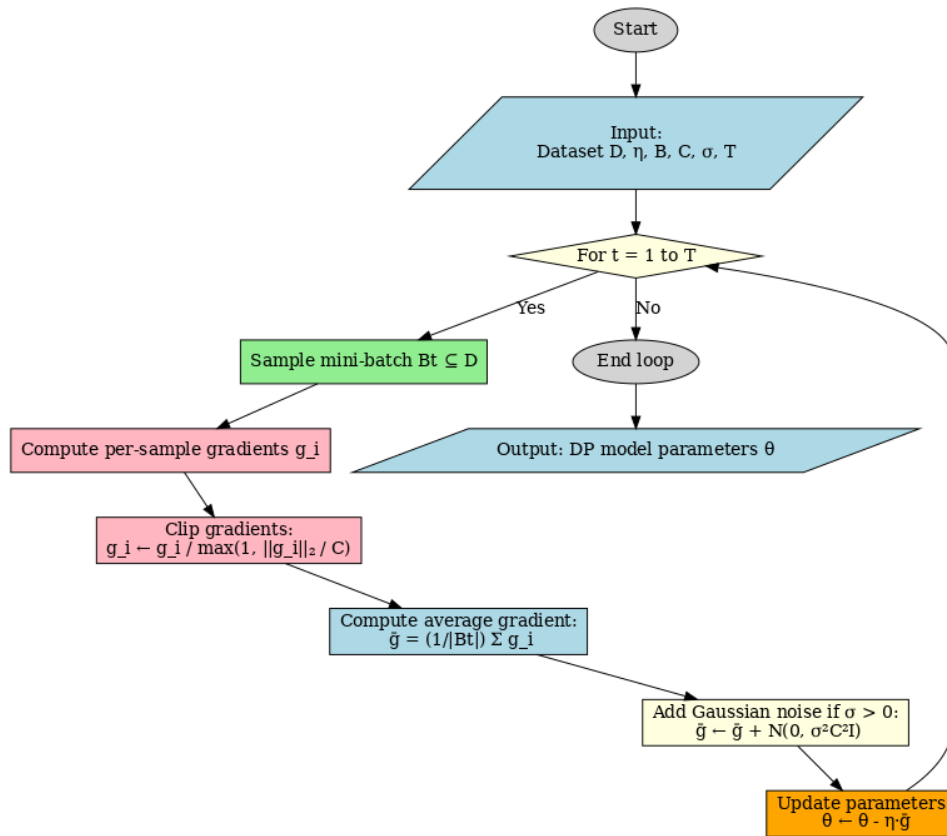 Start
Input:
Dataset D, η, B, C, σ, T
For t = 1 to T
Yes
No
Sample mini-batch Bt ⊆ D
End loop
Compute per-sample gradients g_i
Output: DP model parameters θ
Clip gradients:
g_i ← g_i / max(1, ||g_i||₂ / C)
Compute average gradient:
ḡ = (1/|Bt|) Σ g_i
Add Gaussian noise if σ > 0:
ḡ ← ḡ + N(0, σ²C²I)
Update parameters
θ ← θ - η·ḡ